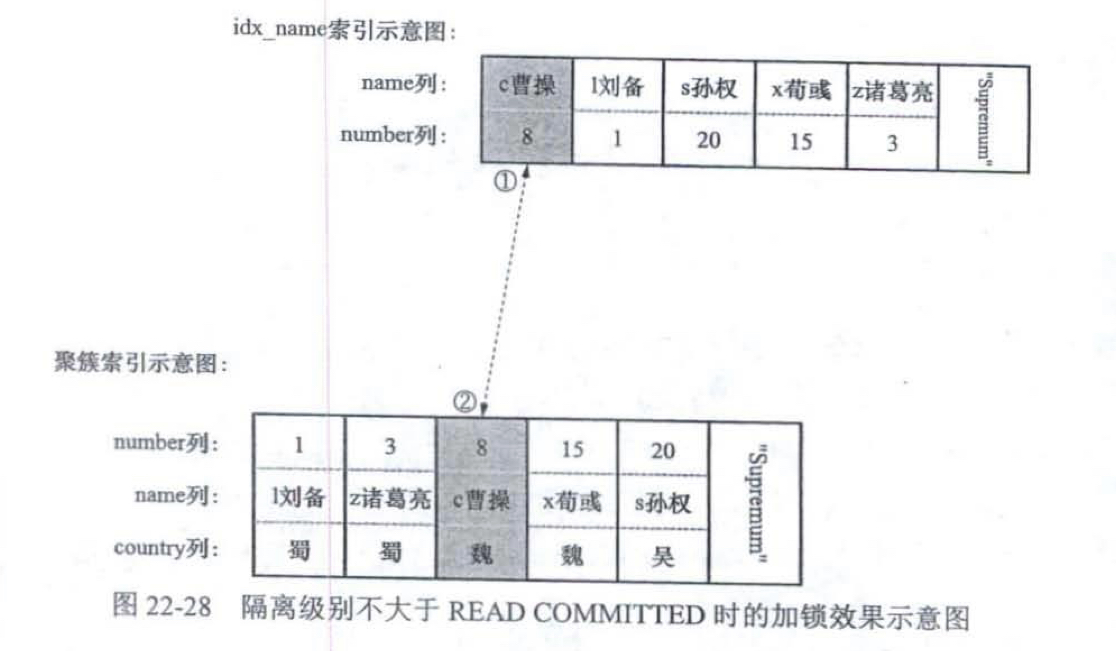 idx_name索引示意图：
name列： c曹操 l刘备 s孙权 x荀彧 z诸葛亮 "Supremum"
number列： 8 1 20 15 3
①
聚簇索引示意图：
②
number列： 1 3 8 15 20 "Supremum"
name列： l刘备 z诸葛亮 c曹操 x荀彧 s孙权
country列： 蜀 蜀 魏 魏 吴
图 22-28 隔离级别不大于 READ COMMITTED 时的加锁效果示意图